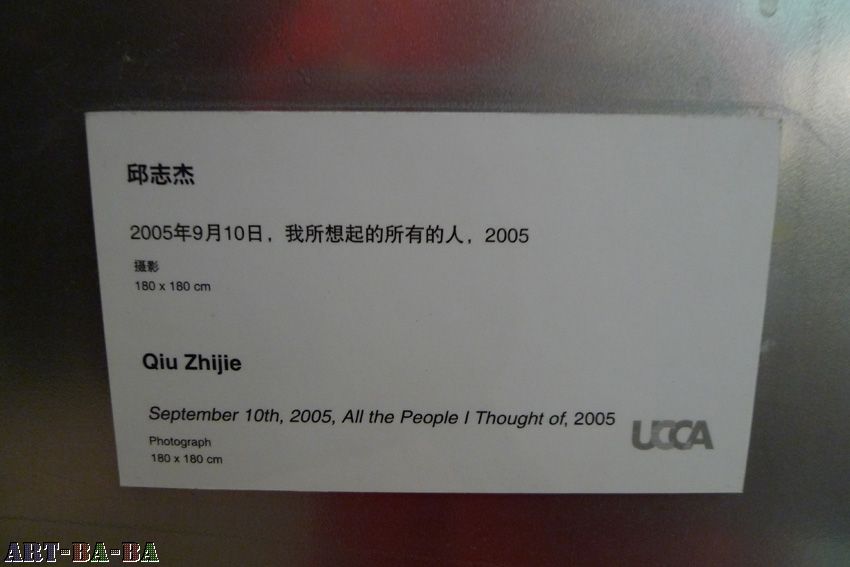 邱志杰
2005年9月10日，我所想起的所有的人，2005
摄影
180 x 180 cm
Qiu Zhijie
September 10th, 2005, All the People I Thought of, 2005
Photograph
180 x 180 cm
UCCA
ART-BA-BA